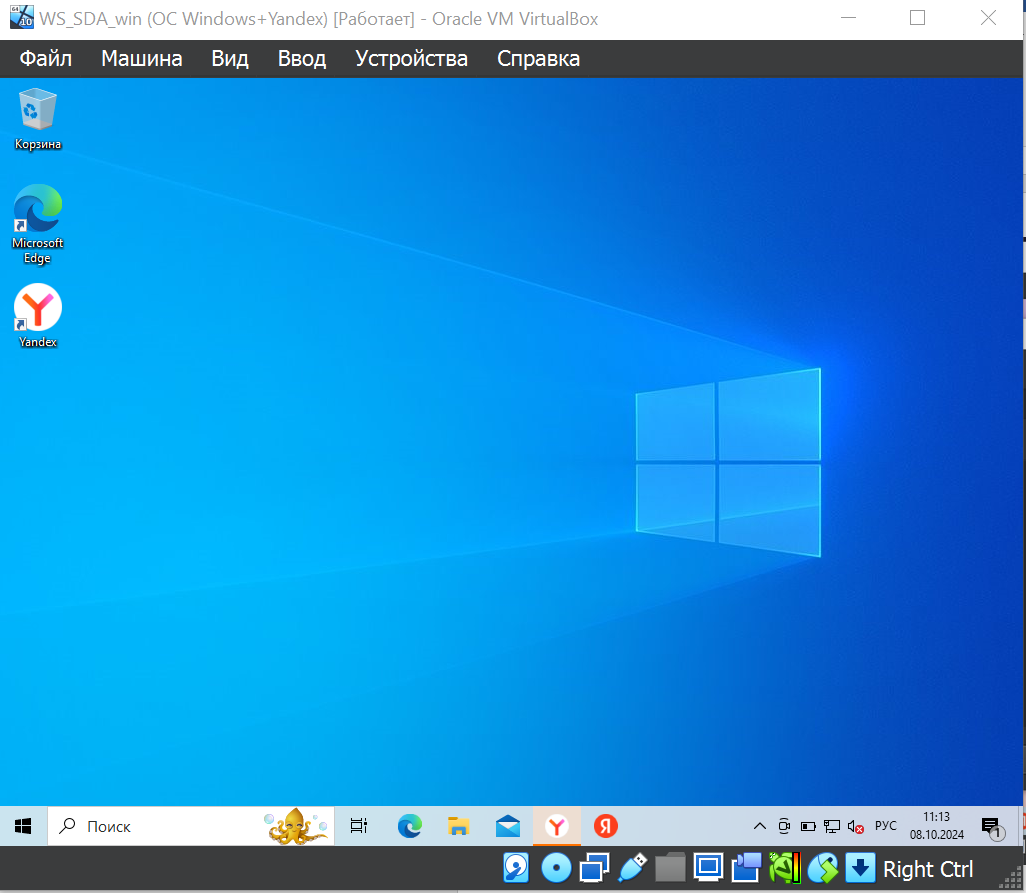 WS_SDA_win (ОС Windows+Yandex) [Работает] - Oracle VM VirtualBox
Файл Машина Вид Ввод Устройства Справка
Корзина
Microsoft
Edge
Yandex
Поиск
РУС
11:13
08.10.2024
1
Right Ctrl